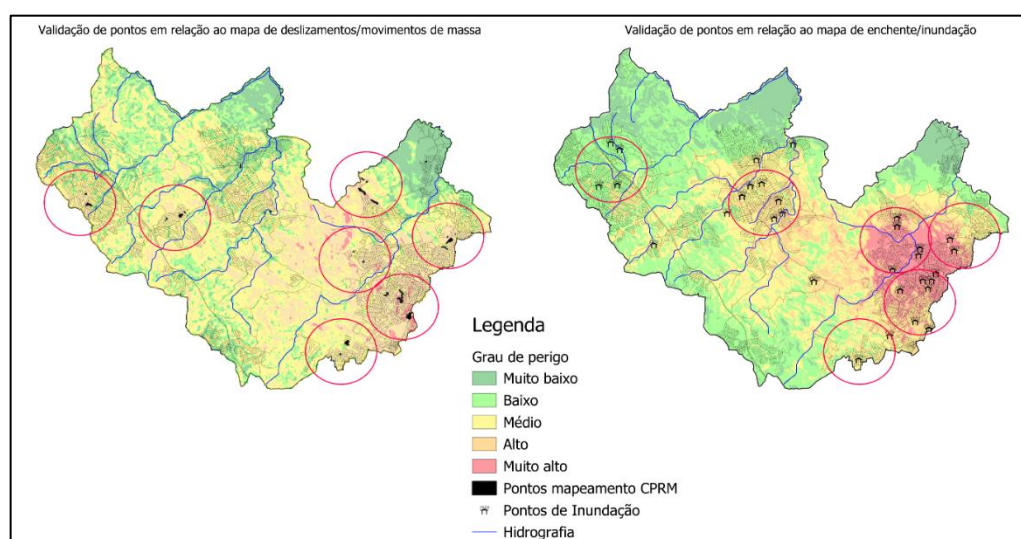 Validação de pontos em relação ao mapa de deslizamentos/movimentos de massa
Validação de pontos em relação ao mapa de enchente/inundação
Legenda
Grau de perigo
Muito baixo
Baixo
Médio
Alto
Muito alto
Pontos mapeamento CPRM
Pontos de Inundação
Hidrografia